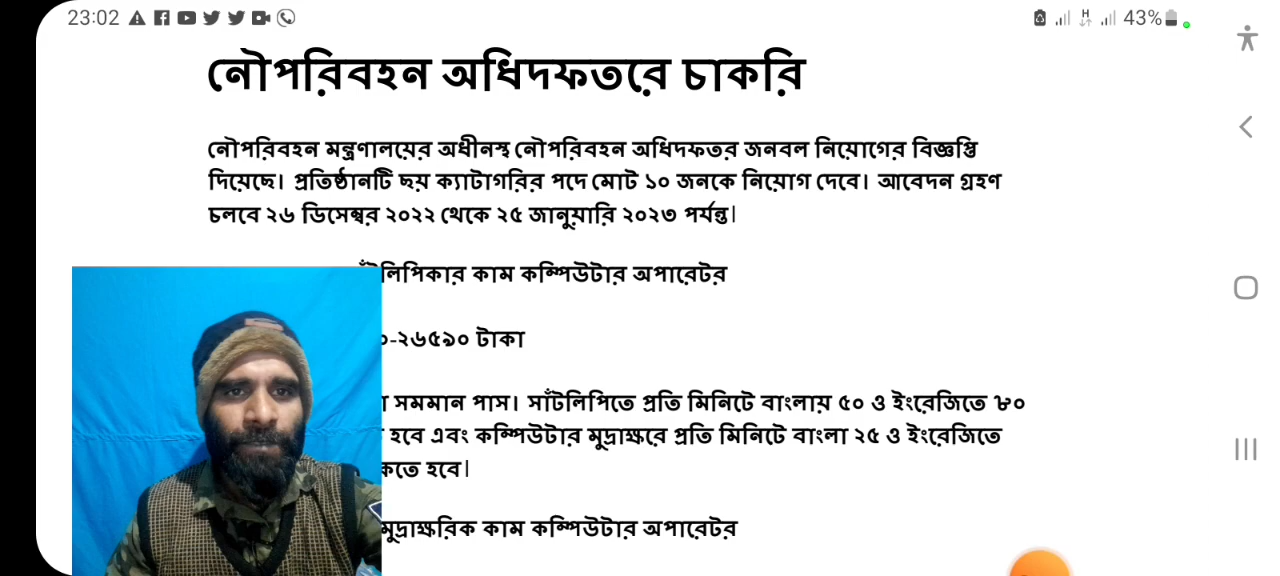 23:02
43%
নৌপরিবহন অধিদফতরে চাকরি
নৌপরিবহন মন্ত্রণালয়ের অধীনস্থ নৌপরিবহন অধিদফতর জনবল নিয়োগের বিজ্ঞপ্তি
দিয়েছে। প্রতিষ্ঠানটি ছয় ক্যাটাগরির পদে মোট ১০ জনকে নিয়োগ দেবে। আবেদন গ্রহণ
চলবে ২৬ ডিসেম্বর ২০২২ থেকে ২৫ জানুয়ারি ২০২৩ পর্যন্ত।
কাম কম্পিউটার অপারেটর
-২৬৫৯০ টাকা
সমমান পাস। সাঁটলিপিতে প্রতি মিনিটে বাংলায় ৫০ ও ইংরেজিতে ৮০
হবে এবং কম্পিউটার মুদ্রাক্ষরে প্রতি মিনিটে বাংলা ২৫ ও ইংরেজিতে
হবে।
মুদ্রাক্ষরিক কাম কম্পিউটার অপারেটর